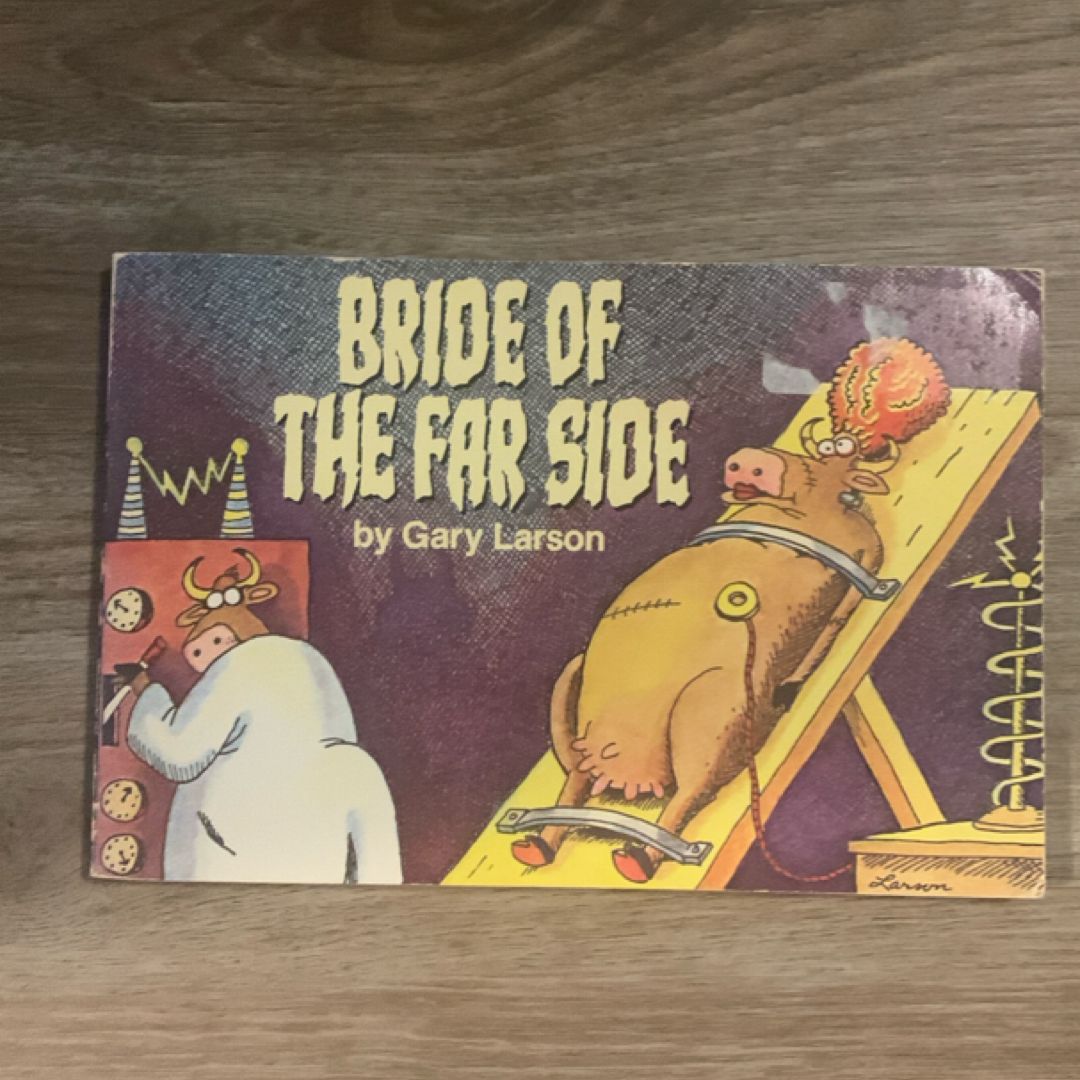 BRIDE OF
THE FAR SIDE
by Gary Larson
Larson